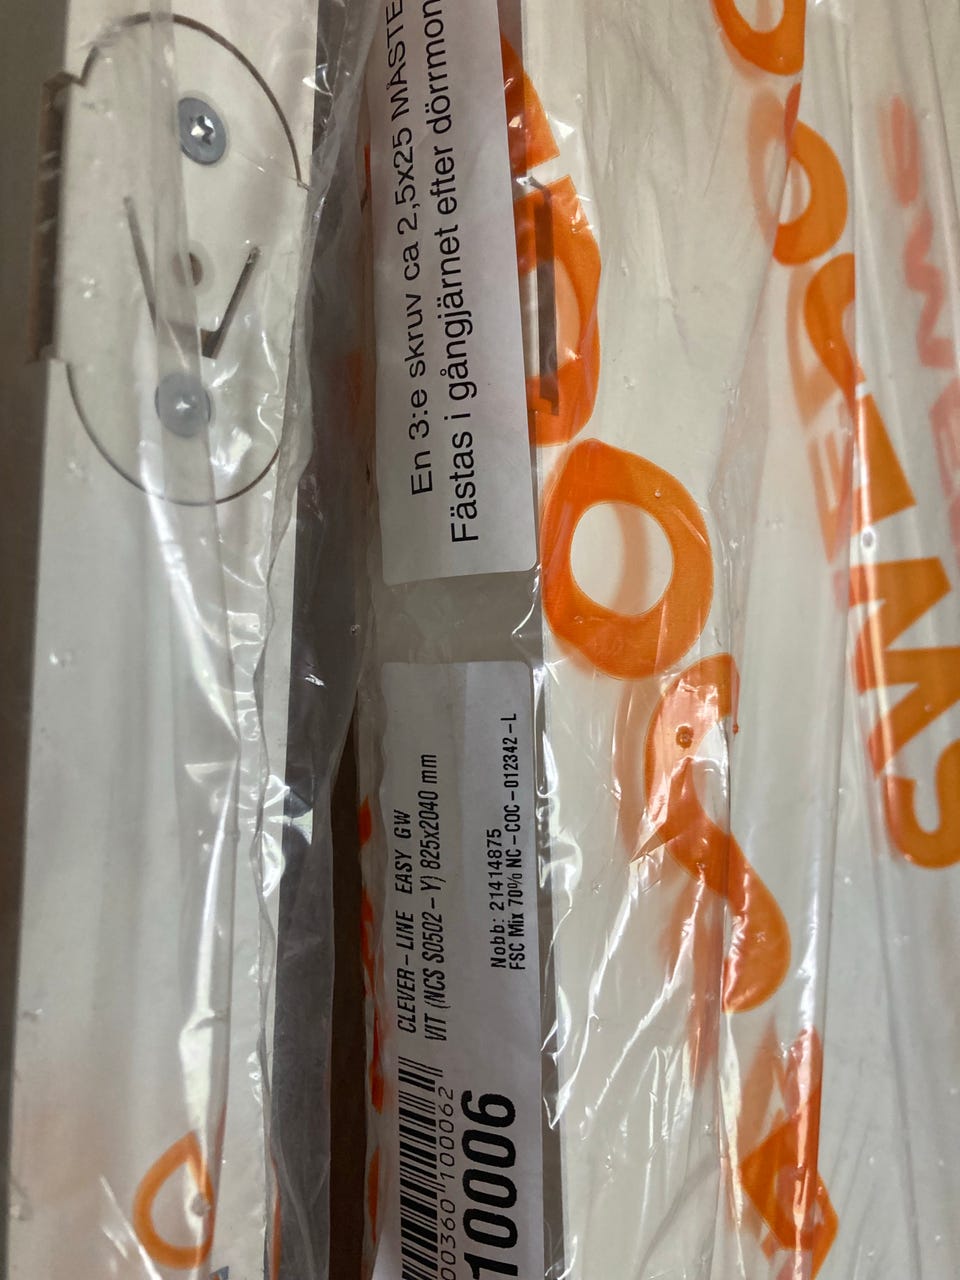 En 3:e skruv ca 2,5x25 MÅSTE
Fästas i gångjärnet efter dörrmon
CLEVER-LINE EASY GW
VIT (NCS S0502-Y) 825x2040 mm
Nobb: 21414875
FSC Mix 70% NC-COC-012342-L
00360100062
10006